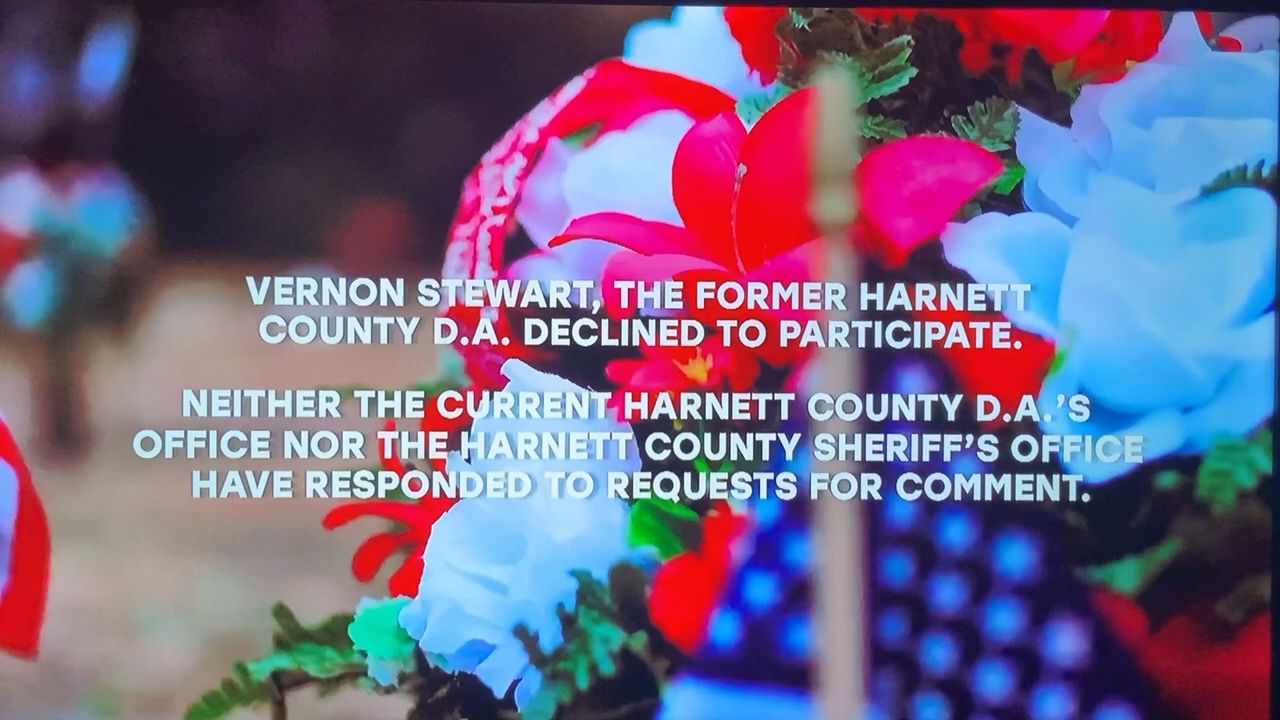 VERNON STEWART, THE FORMER HARNETT
COUNTY D.A. DECLINED TO PARTICIPATE.
NEITHER THE CURRENT HARNETT COUNTY D.A.'S
OFFICE NOR THE HARNETT COUNTY SHERIFF'S OFFICE
HAVE RESPONDED TO REQUESTS FOR COMMENT.